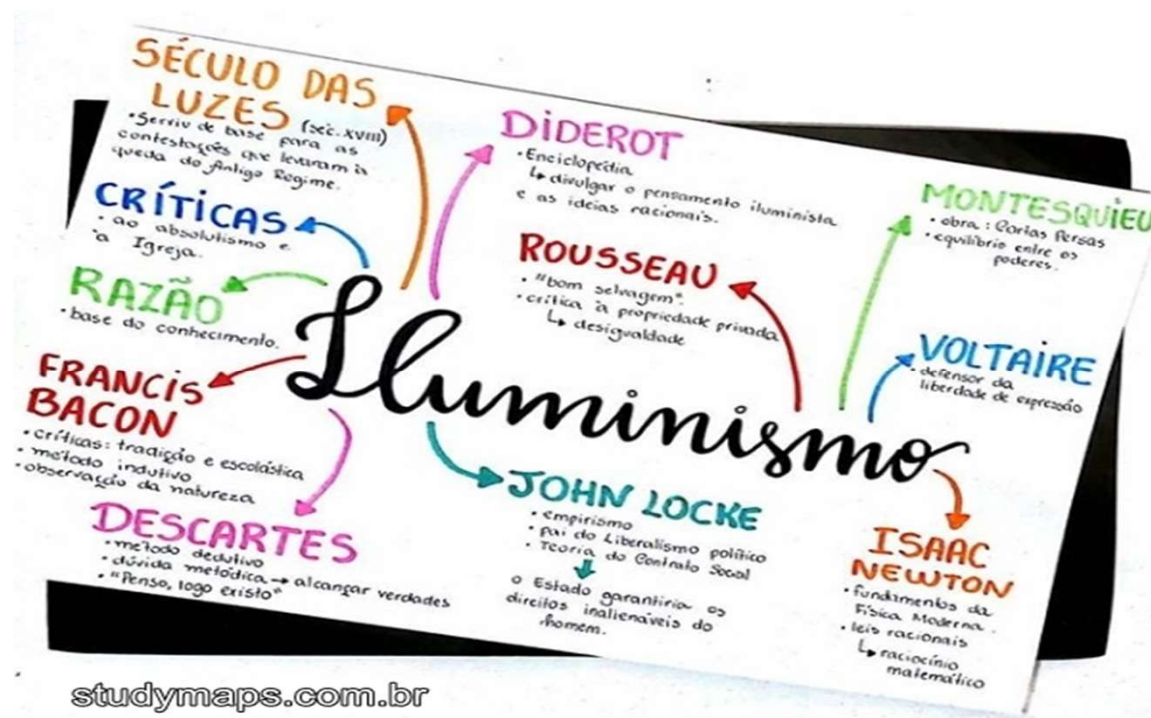 SÉCULO DAS
LUZES (séc. XVIII)
• Serviu de base para as
contestações que levaram à
queda do Antigo Regime.
CRÍTICAS
• ao absolutismo e
à Igreja.
RAZÃO
• base do conhecimento.
FRANCIS
BACON
• críticas: tradição e escolástica
• método indutivo
• observação da natureza
DESCARTES
• método dedutivo
• dúvida metódica → alcançar verdades
• "Penso, logo existo"
Iluminismo
DIDEROT
• Enciclopédia
↳ divulgar o pensamento iluminista
e as ideias racionais.
ROUSSEAU
• "bom selvagem".
• crítica à propriedade privada
↳ desigualdade
JOHN LOCKE
• empirismo
• pai do Liberalismo político
• Teoria do Contrato Social
o Estado garantiria os
direitos inalienáveis do
homem.
MONTESQUIEU
• obra: Cartas Persas
• equilíbrio entre os
poderes.
VOLTAIRE
• defensor da
liberdade de expressão
ISAAC
NEWTON
• fundamentos da
Física Moderna.
• leis racionais
↳ raciocínio
matemático
studymaps.com.br